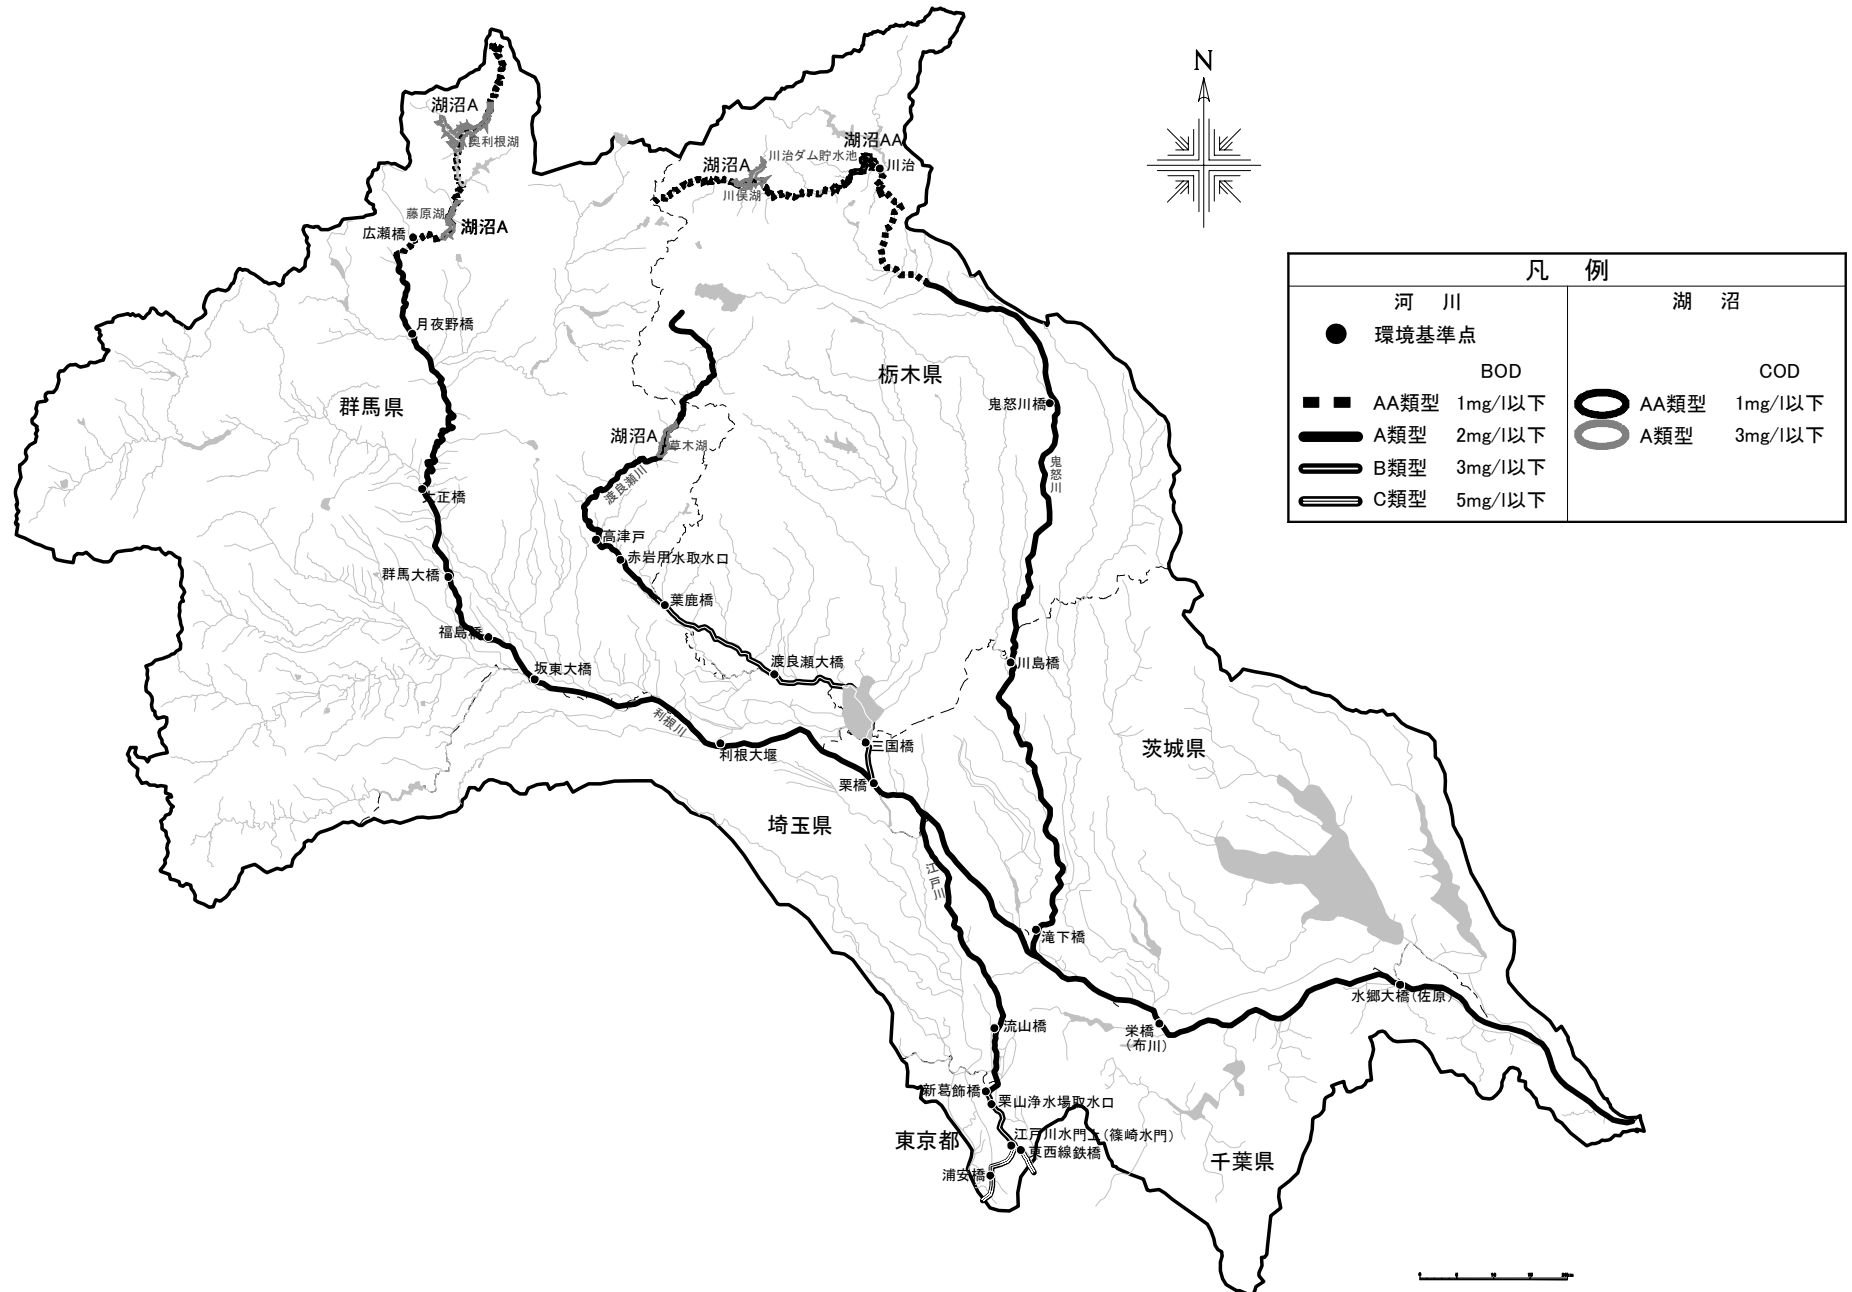 N
湖沼A
奥利根湖
藤原湖
湖沼A
広瀬橋
月夜野橋
群馬県
大正橋
群馬大橋
福島橋
坂東大橋
利根川
利根大堰
湖沼A
川俣湖
湖沼AA
川治ダム貯水池
川治
栃木県
鬼怒川橋
鬼怒川
湖沼A
草木湖
渡良瀬川
高津戸
赤岩用水取水口
葉鹿橋
渡良瀬大橋
三国橋
栗橋
川島橋
茨城県
埼玉県
江戸川
滝下橋
水郷大橋(佐原)
栄橋
(布川)
流山橋
新葛飾橋
栗山浄水場取水口
東京都
江戸川水門上(篠崎水門)
東西線鉄橋
浦安橋
千葉県
凡 例
河 川
湖 沼
環境基準点
BOD
COD
AA類型 1mg/l以下
AA類型 1mg/l以下
A類型 2mg/l以下
A類型 3mg/l以下
B類型 3mg/l以下
C類型 5mg/l以下